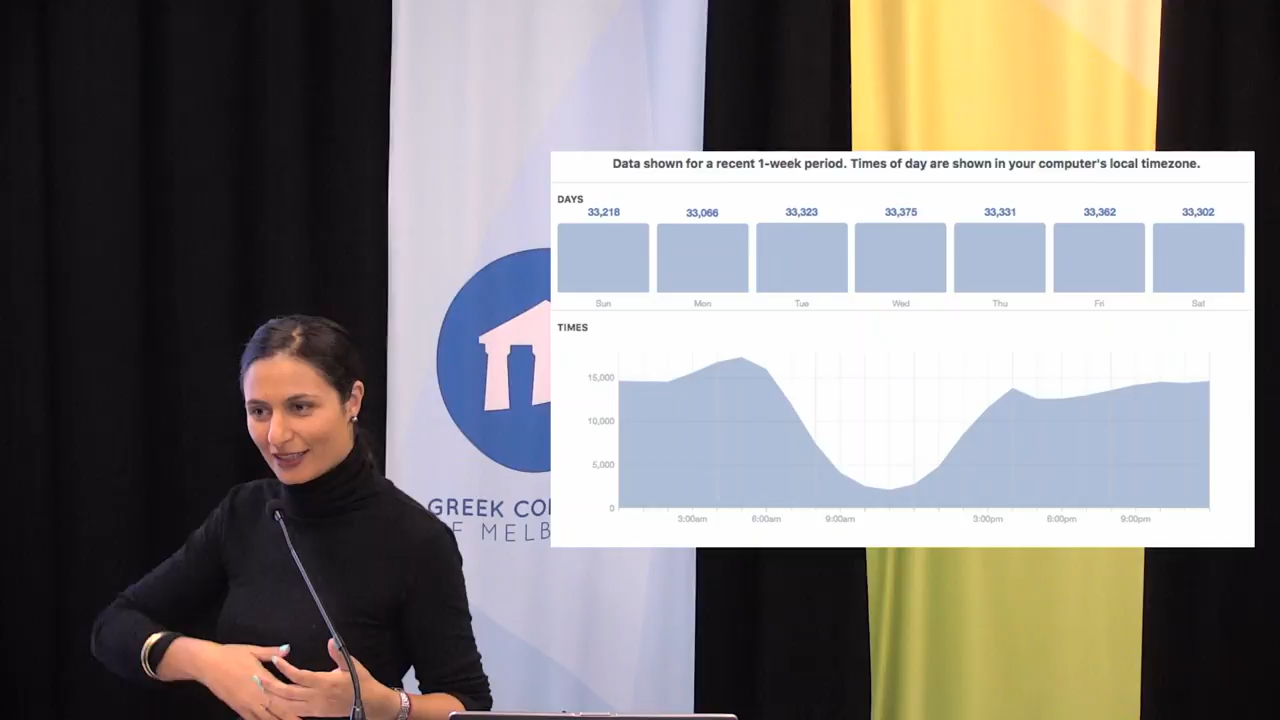 Data shown for a recent 1-week period. Times of day are shown in your computer's local timezone.
DAYS
33,218 33,066 33,323 33,375 33,331 33,362 33,302
Sun Mon Tue Wed Thu Fri Sat
TIMES
15,000
10,000
5,000
0
3:00am 6:00am 9:00am 3:00pm 6:00pm 9:00pm
GREEK CO
F MELB